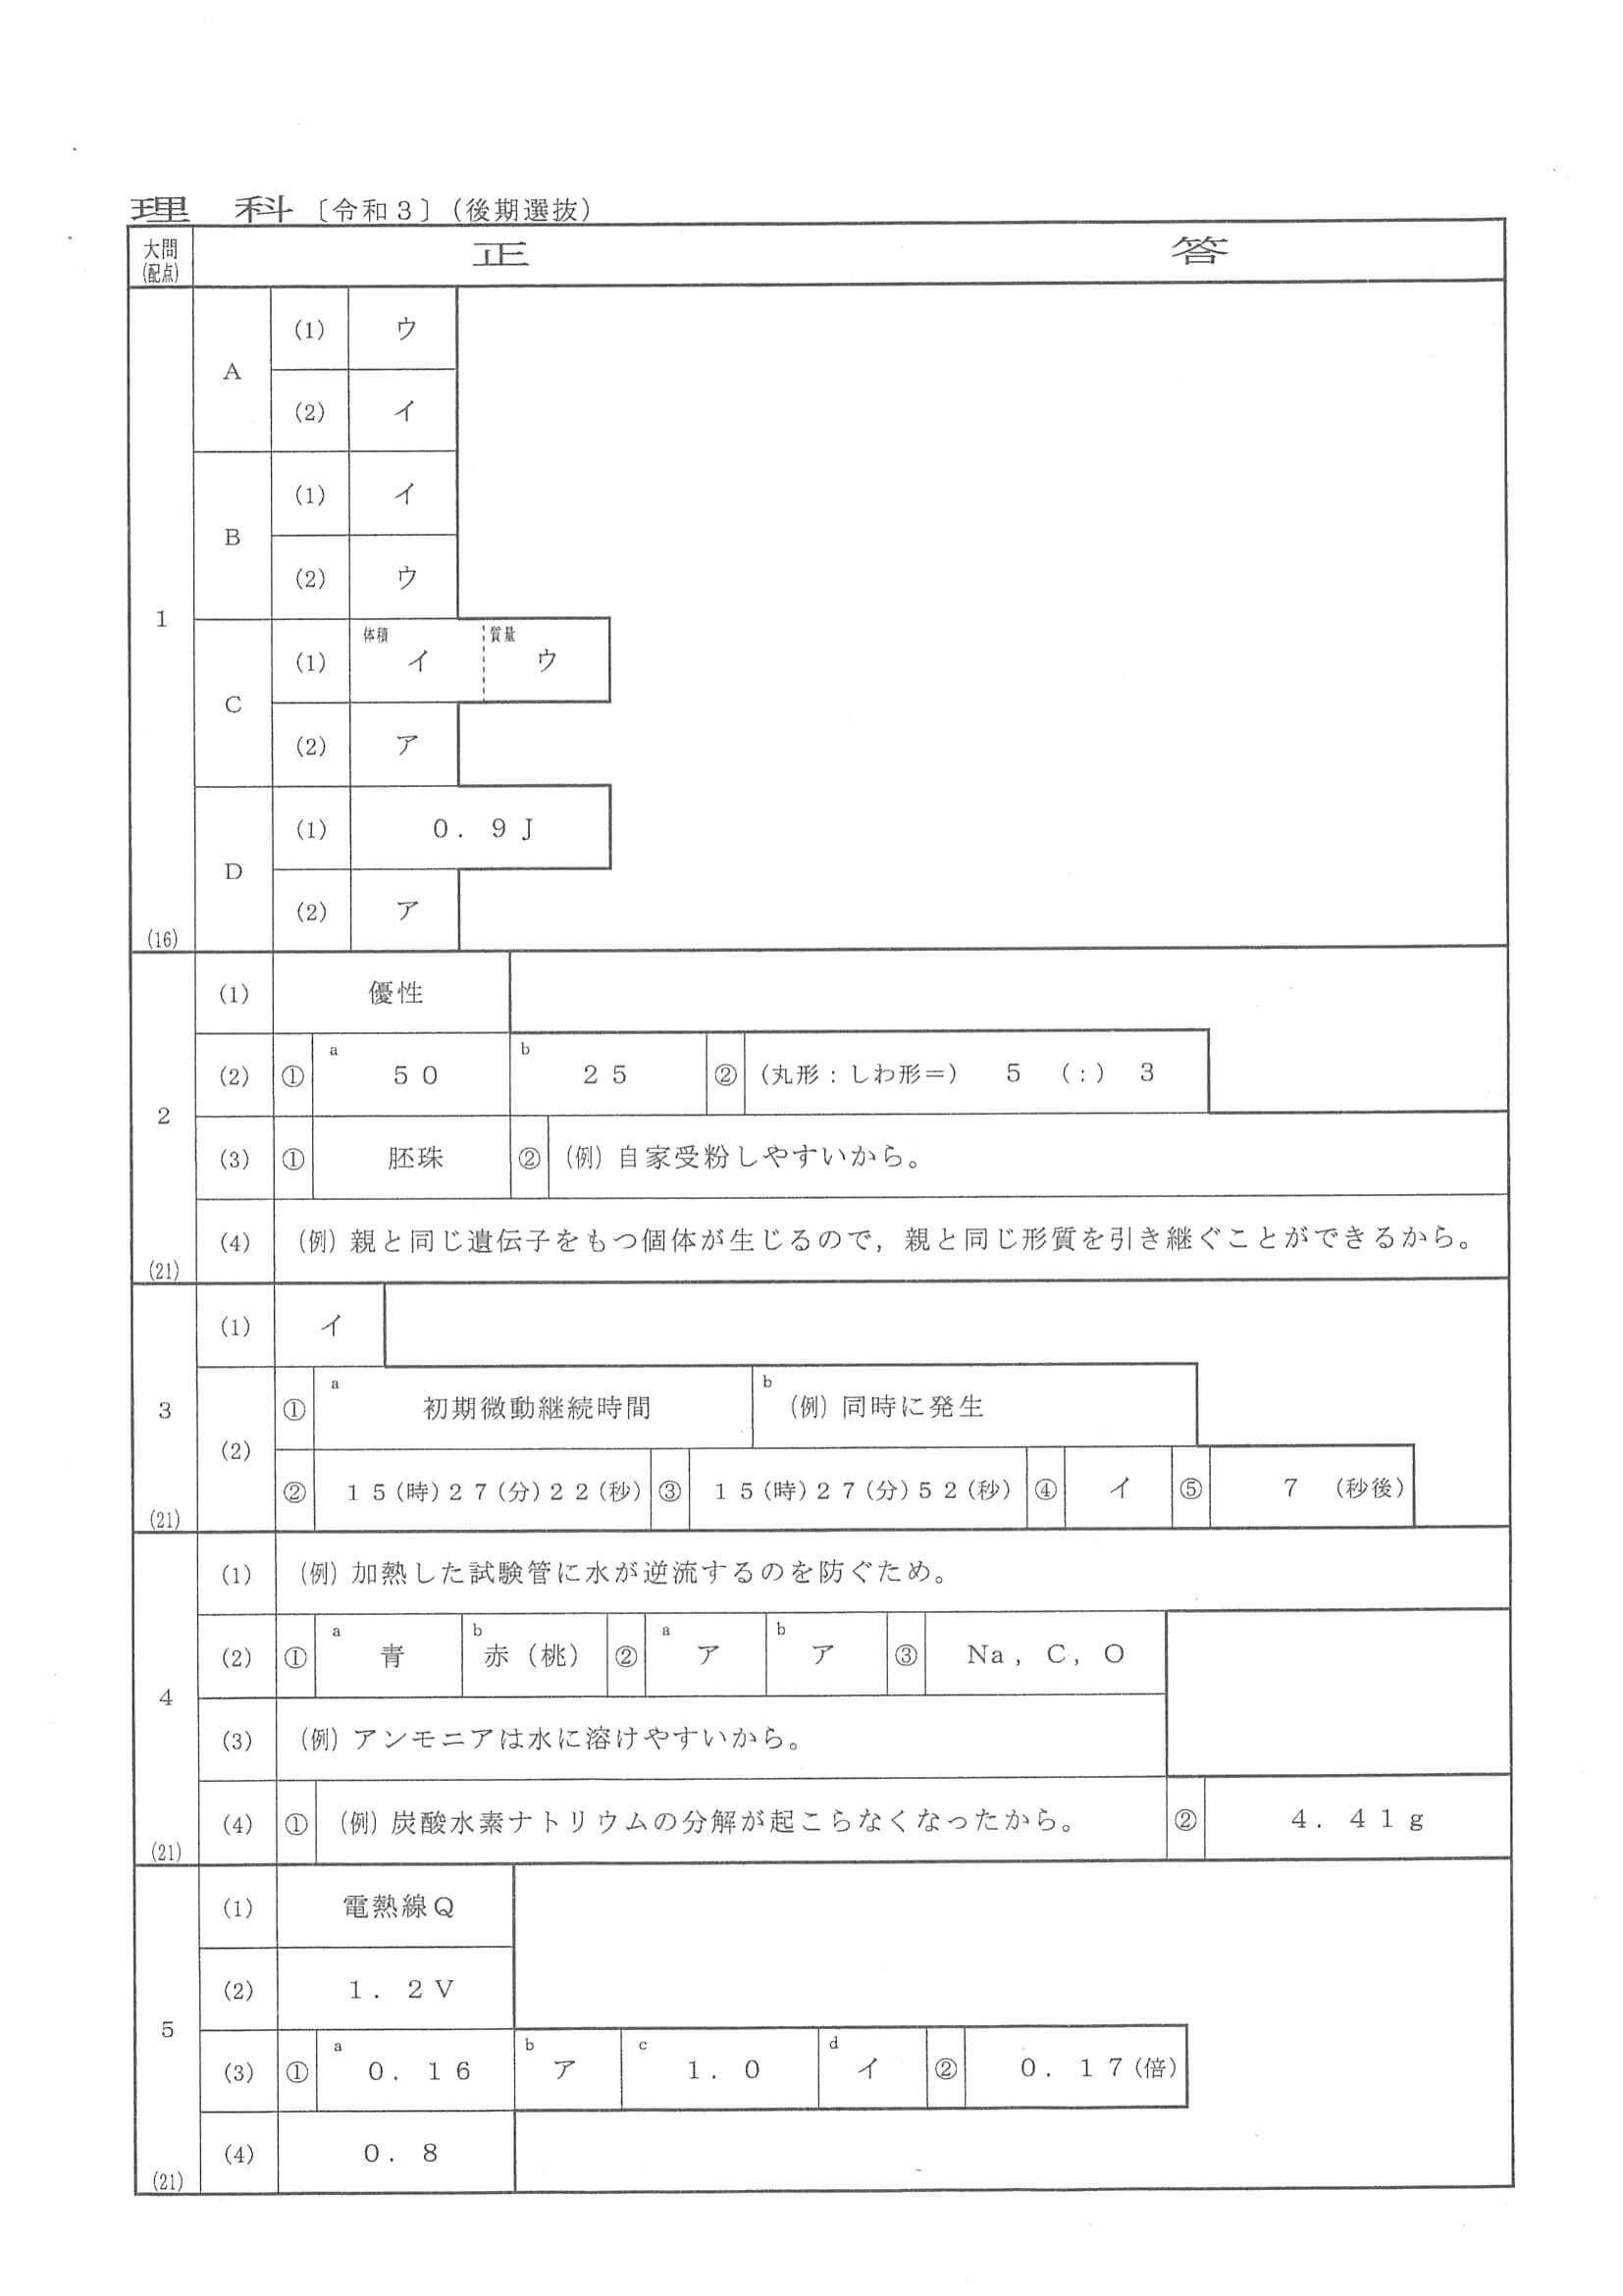 理 科〔令和３〕（後期選抜）
大問(配点) 正 答
1
A (1) ウ
(2) イ
B (1) イ
(2) ウ
C (1) 体積 イ 質量 ウ
(2) ア
D (1) ０．９Ｊ
(2) ア
(16)
2
(1) 優性
(2) ① a ５０ b ２５ ② （丸形：しわ形＝） ５ （：） ３
(3) ① 胚珠 ② （例）自家受粉しやすいから。
(4) （例）親と同じ遺伝子をもつ個体が生じるので，親と同じ形質を引き継ぐことができるから。
(21)
3
(1) イ
(2) ① a 初期微動継続時間 b （例）同時に発生
② １５（時）２７（分）２２（秒） ③ １５（時）２７（分）５２（秒） ④ イ ⑤ ７ （秒後）
(21)
4
(1) （例）加熱した試験管に水が逆流するのを防ぐため。
(2) ① a 青 b 赤（桃） ② a ア b ア ③ Na，C，O
(3) （例）アンモニアは水に溶けやすいから。
(4) ① （例）炭酸水素ナトリウムの分解が起こらなくなったから。 ② ４．４１ｇ
(21)
5
(1) 電熱線Ｑ
(2) １．２Ｖ
(3) ① a ０．１６ b ア c １．０ d イ ② ０．１７（倍）
(4) ０．８
(21)